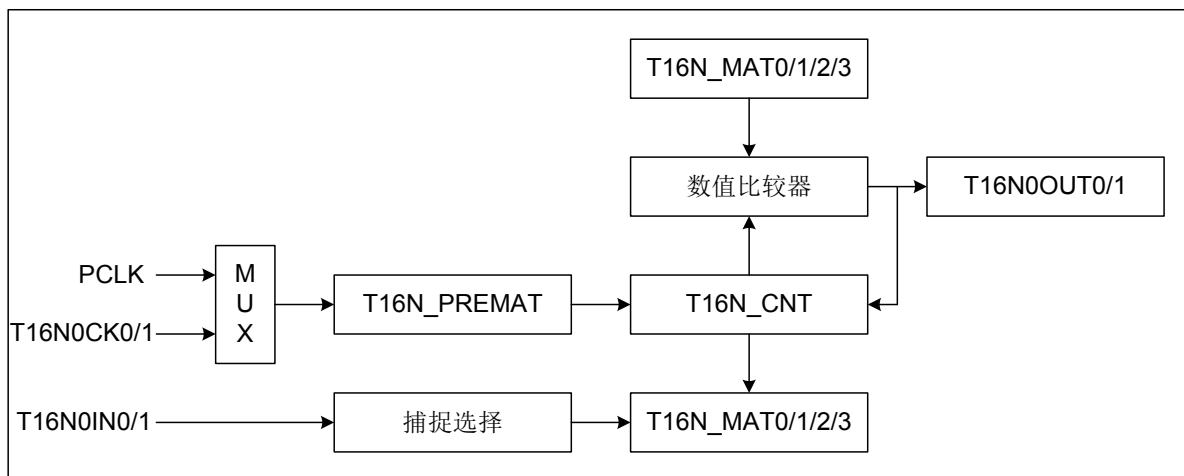 T16N_MAT0/1/2/3
数值比较器
T16N0OUT0/1
PCLK
M
U
X
T16N_PREMAT
T16N_CNT
T16N0CK0/1
T16N0IN0/1
捕捉选择
T16N_MAT0/1/2/3